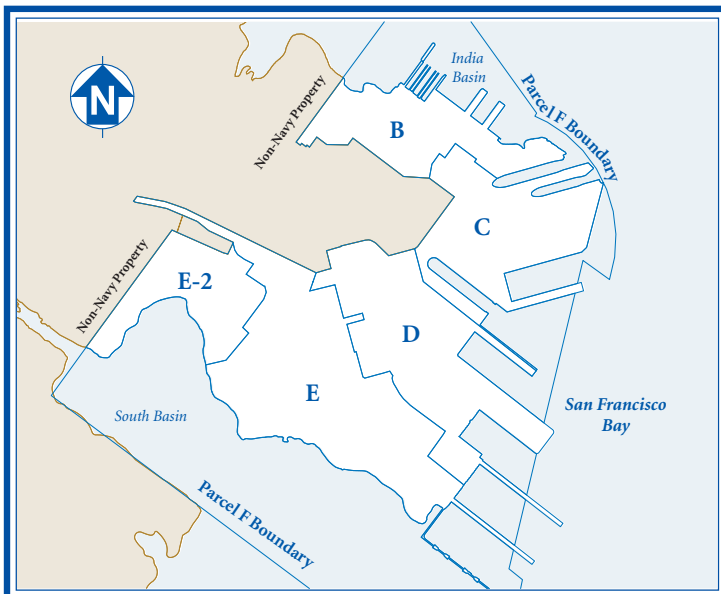 India
Basin
Parcel F Boundary
N
Non-Navy Property
B
C
Non-Navy Property
E-2
D
E
San Francisco
Bay
South Basin
Parcel F Boundary